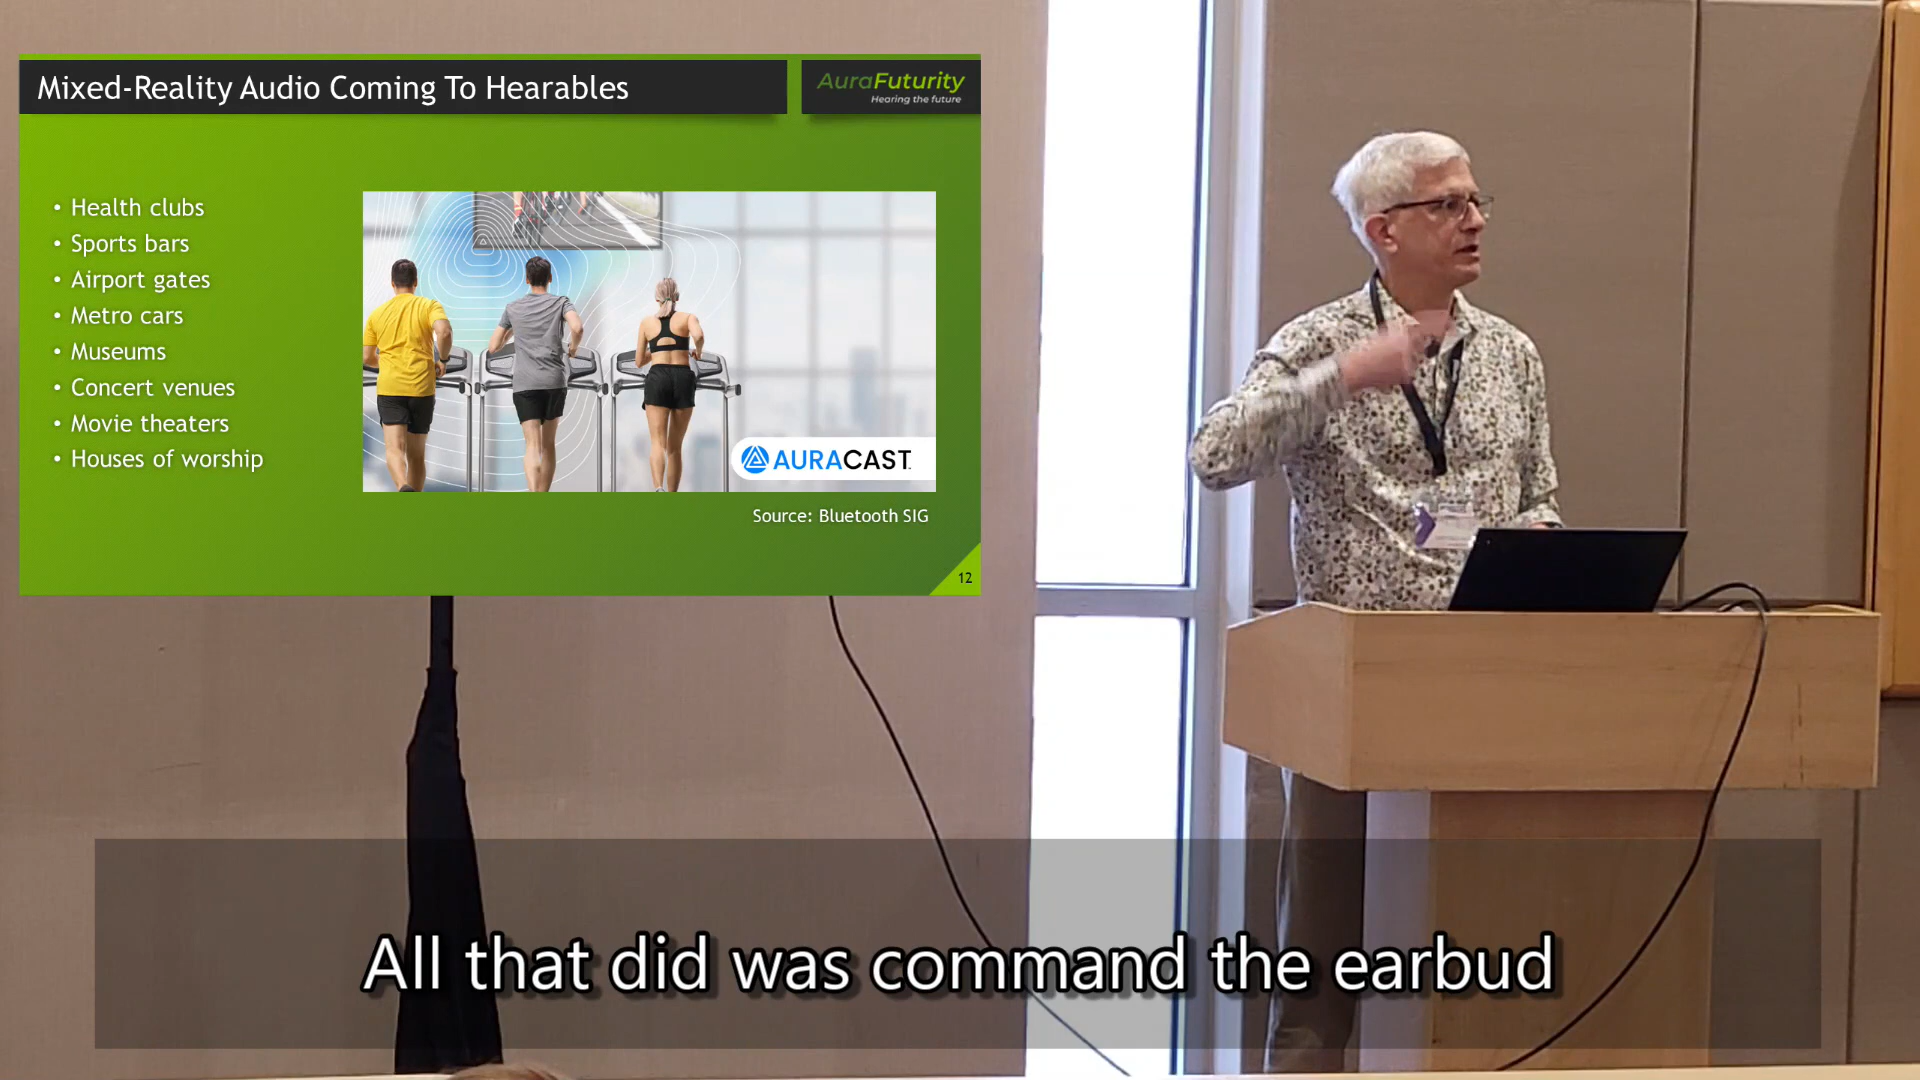 Mixed-Reality Audio Coming To Hearables
AuraFuturity
Hearing the future
• Health clubs
• Sports bars
• Airport gates
• Metro cars
• Museums
• Concert venues
• Movie theaters
• Houses of worship
AURACAST
Source: Bluetooth SIG
12
All that did was command the earbud